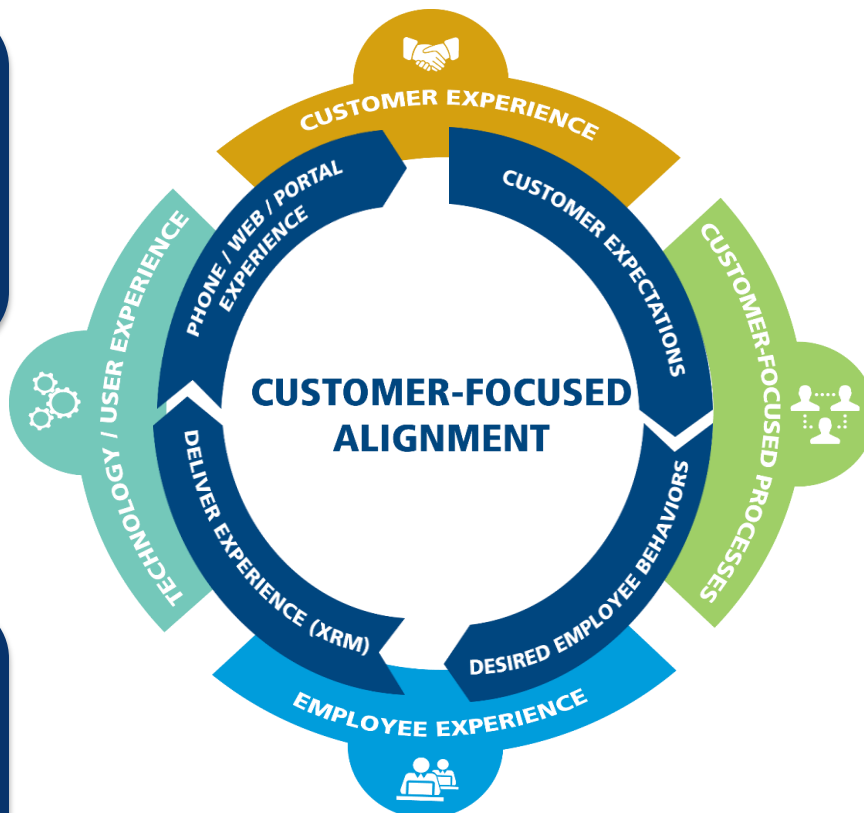 CUSTOMER EXPERIENCE
PHONE / WEB / PORTAL
EXPERIENCE
CUSTOMER EXPECTATIONS
TECHNOLOGY / USER EXPERIENCE
CUSTOMER-FOCUSED PROCESSES
CUSTOMER-FOCUSED
ALIGNMENT
DELIVER EXPERIENCE (XRM)
DESIRED EMPLOYEE BEHAVIORS
EMPLOYEE EXPERIENCE